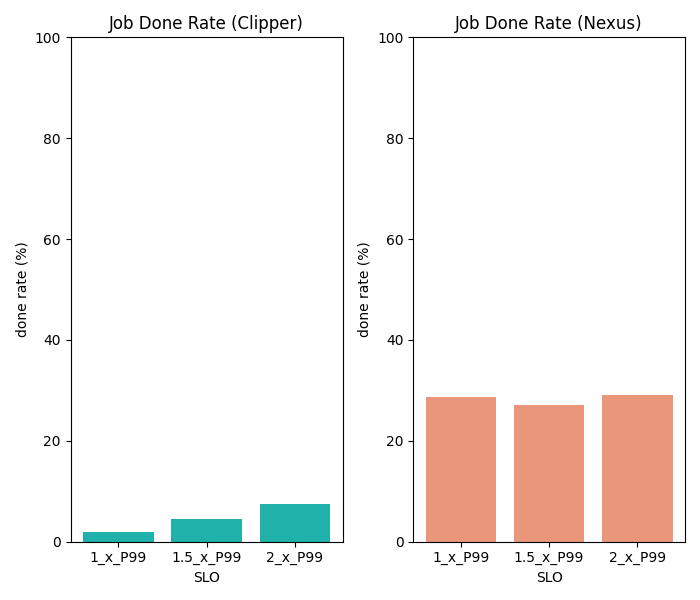 Job Done Rate (Clipper)
100
80
60
40
20
0
done rate (%)
1_x_P99 1.5_x_P99 2_x_P99
SLO
Job Done Rate (Nexus)
100
80
60
40
20
0
done rate (%)
1_x_P99 1.5_x_P99 2_x_P99
SLO